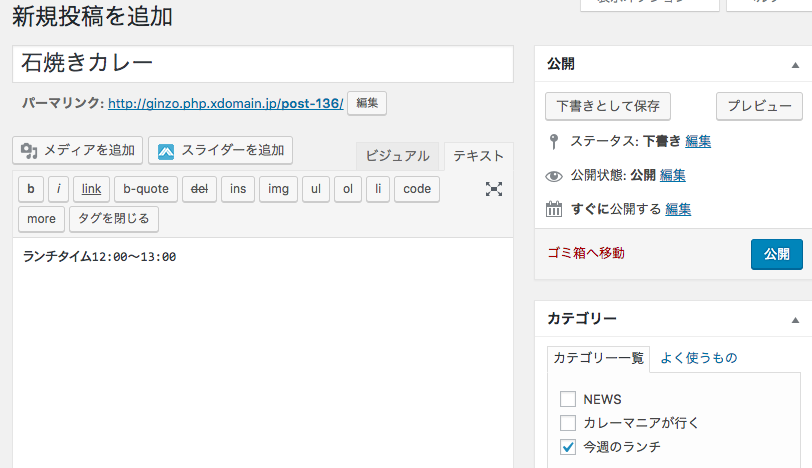 新規投稿を追加
石焼きカレー
パーマリンク: http://ginzo.php.xdomain.jp/post-136/ 編集
メディアを追加 スライダーを追加
ビジュアル テキスト
b i link b-quote del ins img ul ol li code
more タグを閉じる
ランチタイム12:00〜13:00
公開
下書きとして保存 プレビュー
ステータス: 下書き 編集
公開状態: 公開 編集
すぐに公開する 編集
ゴミ箱へ移動 公開
カテゴリー
カテゴリー一覧 よく使うもの
NEWS
カレーマニアが行く
今週のランチ